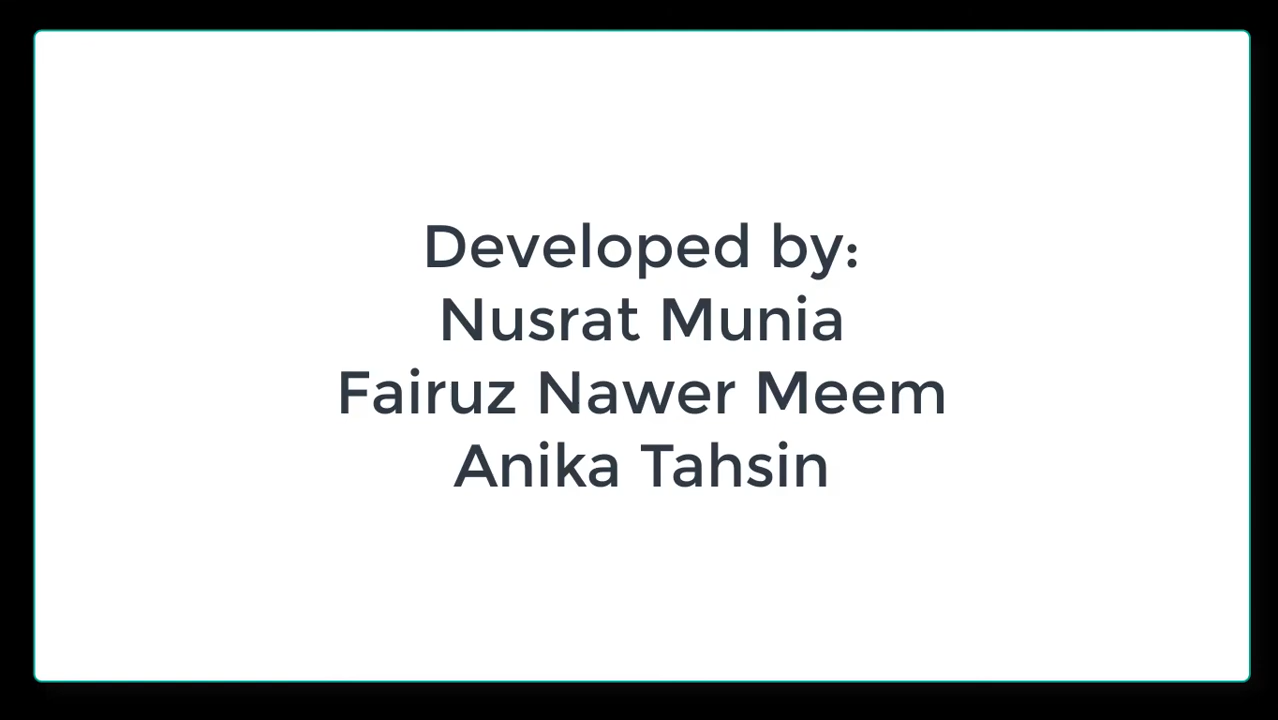 Developed by:
Nusrat Munia
Fairuz Nawer Meem
Anika Tahsin